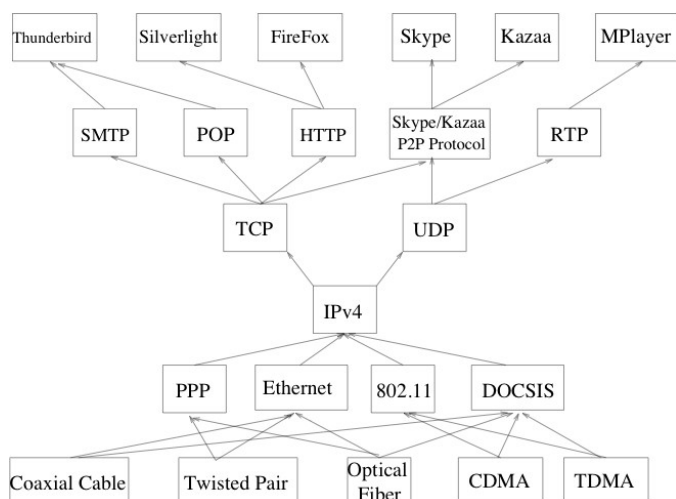 Thunderbird
Silverlight
FireFox
Skype
Kazaa
MPlayer
SMTP
POP
HTTP
Skype/Kazaa
P2P Protocol
RTP
TCP
UDP
IPv4
PPP
Ethernet
802.11
DOCSIS
Coaxial Cable
Twisted Pair
Optical
Fiber
CDMA
TDMA